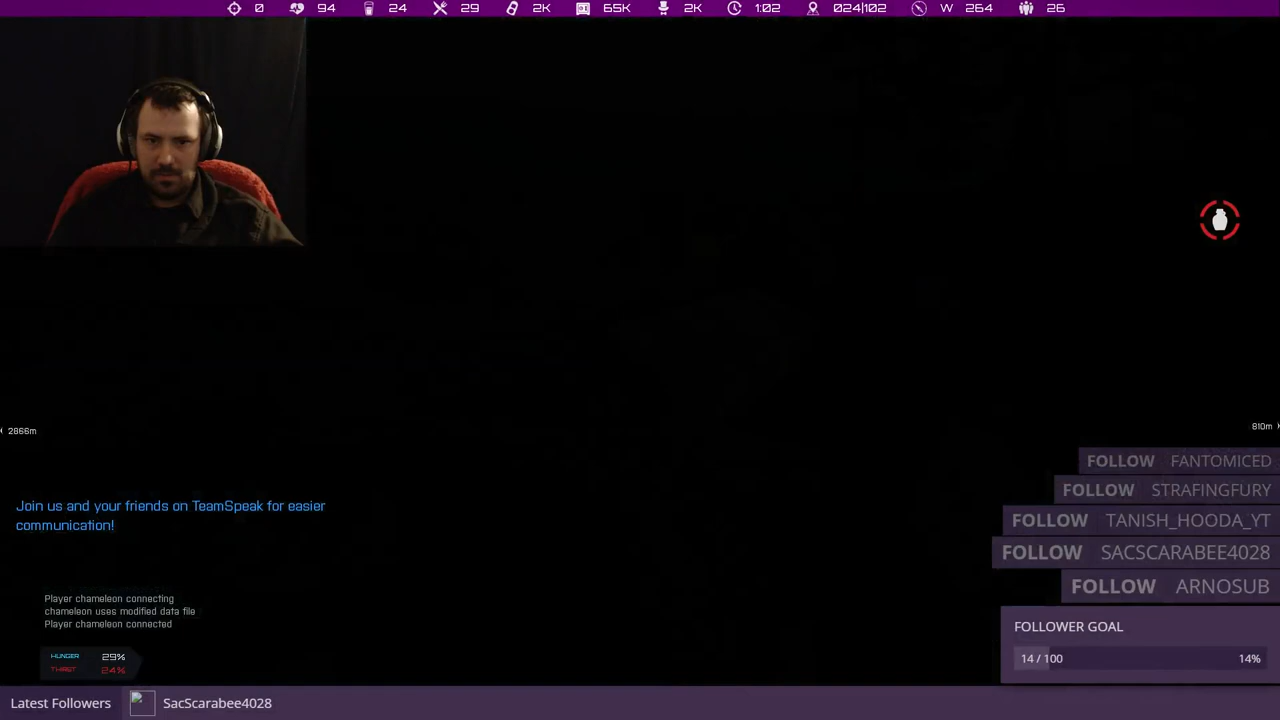 0 94 24 29 2K 65K 2K 1:02 024|102 W 264 26
2866m
810m
FOLLOW FANTOMICED
FOLLOW STRAFINGFURY
Join us and your friends on TeamSpeak for easier
communication!
FOLLOW TANISH_HOODA_YT
FOLLOW SACSCARABEE4028
FOLLOW ARNOSUB
Player chameleon connecting
chameleon uses modified data file
Player chameleon connected
FOLLOWER GOAL
14 / 100 14%
HUNGER 29%
THIRST 24%
Latest Followers SacScarabee4028